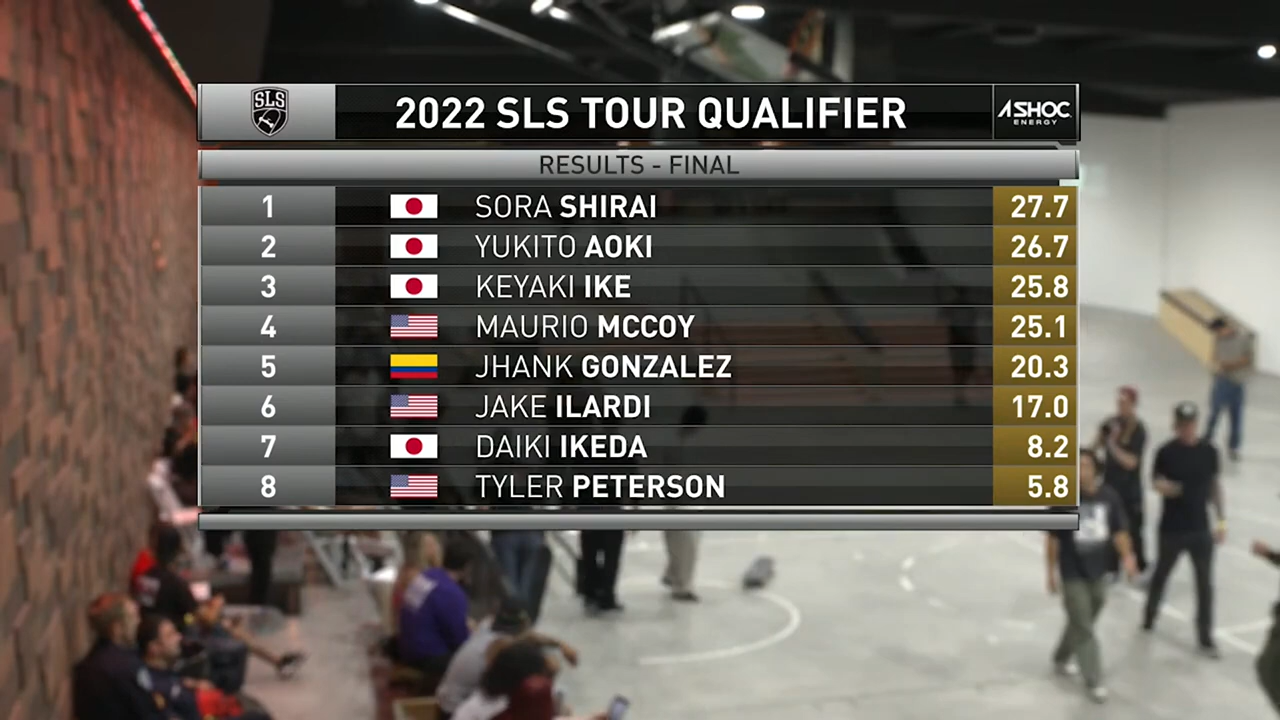 SLS
2022 SLS TOUR QUALIFIER
ASHOC
ENERGY
RESULTS - FINAL
1 SORA SHIRAI 27.7
2 YUKITO AOKI 26.7
3 KEYAKI IKE 25.8
4 MAURIO MCCOY 25.1
5 JHANK GONZALEZ 20.3
6 JAKE ILARDI 17.0
7 DAIKI IKEDA 8.2
8 TYLER PETERSON 5.8